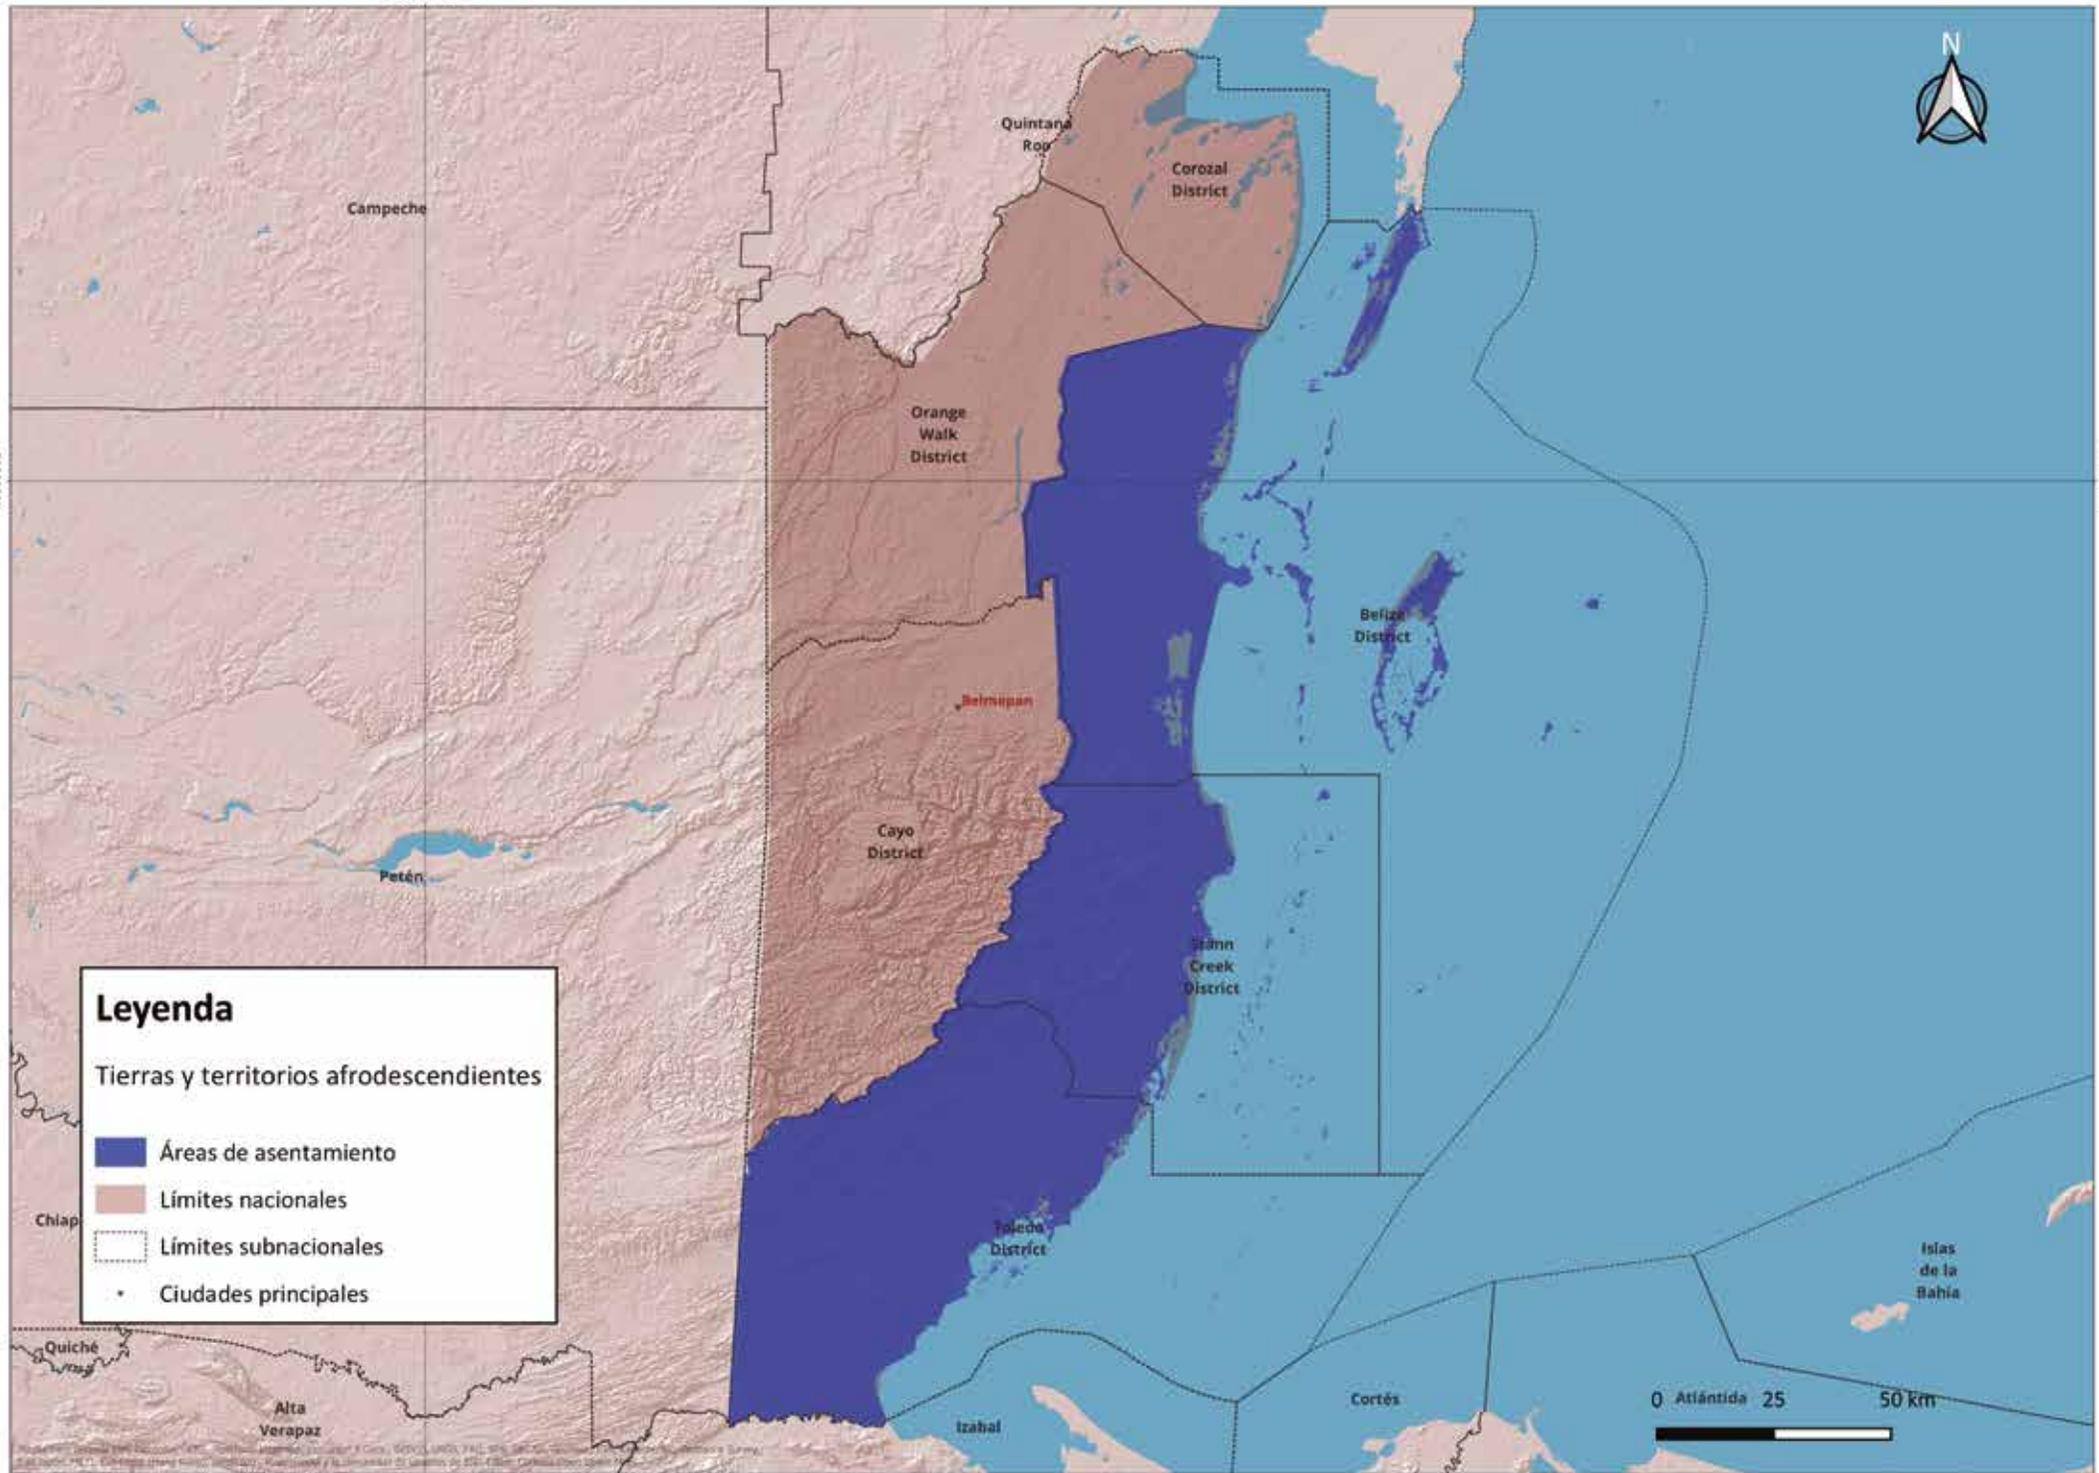 N
Quintana
Roo
Corozal
District
Campeche
Orange
Walk
District
Belize
District
Belmopan
Cayo
District
Petén
Stann
Creek
District
Leyenda
Tierras y territorios afrodescendientes
Áreas de asentamiento
Límites nacionales
Límites subnacionales
Ciudades principales
Chiap
Toledo
District
Islas
de la
Bahía
Quiché
Alta
Verapaz
Izabal
Cortés
0 Atlántida 25 50 km